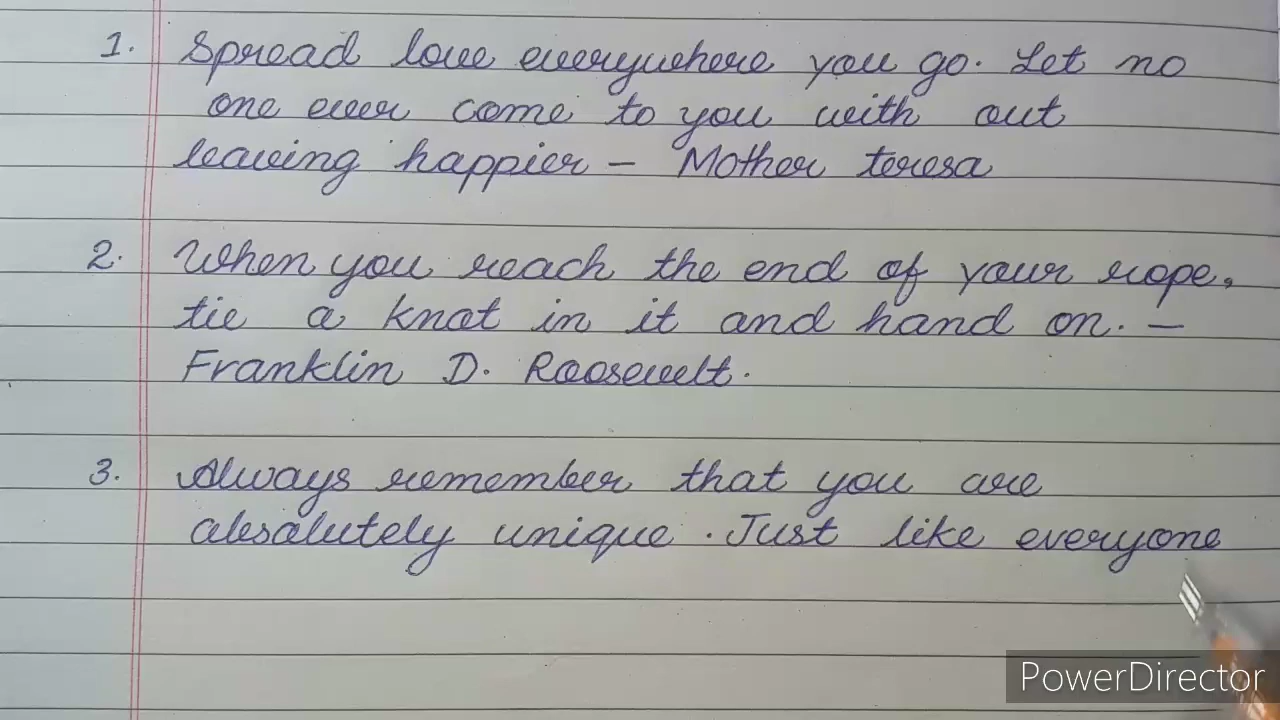 1. Spread love everywhere you go. Let no
one ever come to you with out
leaving happier – Mother teresa
2. When you reach the end of your rope,
tie a knot in it and hand on. –
Franklin D. Roosevelt.
3. Always remember that you are
absolutely unique. Just like everyone
PowerDirector